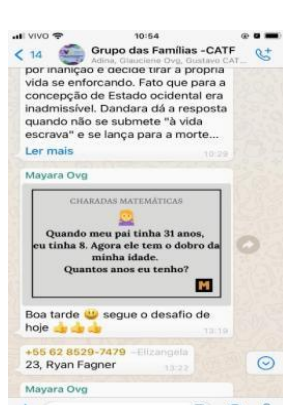 VIVO 10:54
14 Grupo das Famílias -CATF
Adina, Glauciene Ovg, Gustavo CAT...
por inanição e decide tirar a própria
vida se enforcando. Fato que para a
concepção de Estado ocidental era
inadmissível. Dandara dá a resposta
quando não se submete "à vida
escrava" e se lança para a morte...
Ler mais 10:29
Mayara Ovg
CHARADAS MATEMÁTICAS
Quando meu pai tinha 31 anos,
eu tinha 8. Agora ele tem o dobro da
minha idade.
Quantos anos eu tenho?
M
Boa tarde 😃 segue o desafio de
hoje 👍👍👍 13:19
+55 62 8529-7479 ~Elizangela
23, Ryan Fagner 13:22
Mayara Ovg